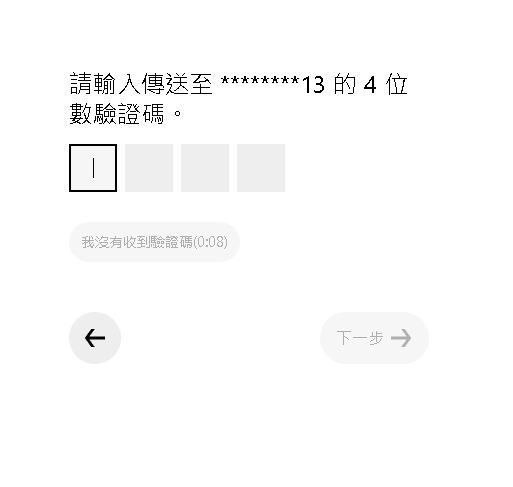 請輸入傳送至 ********13 的 4 位
數驗證碼。
我沒有收到驗證碼(0:08)
下一步